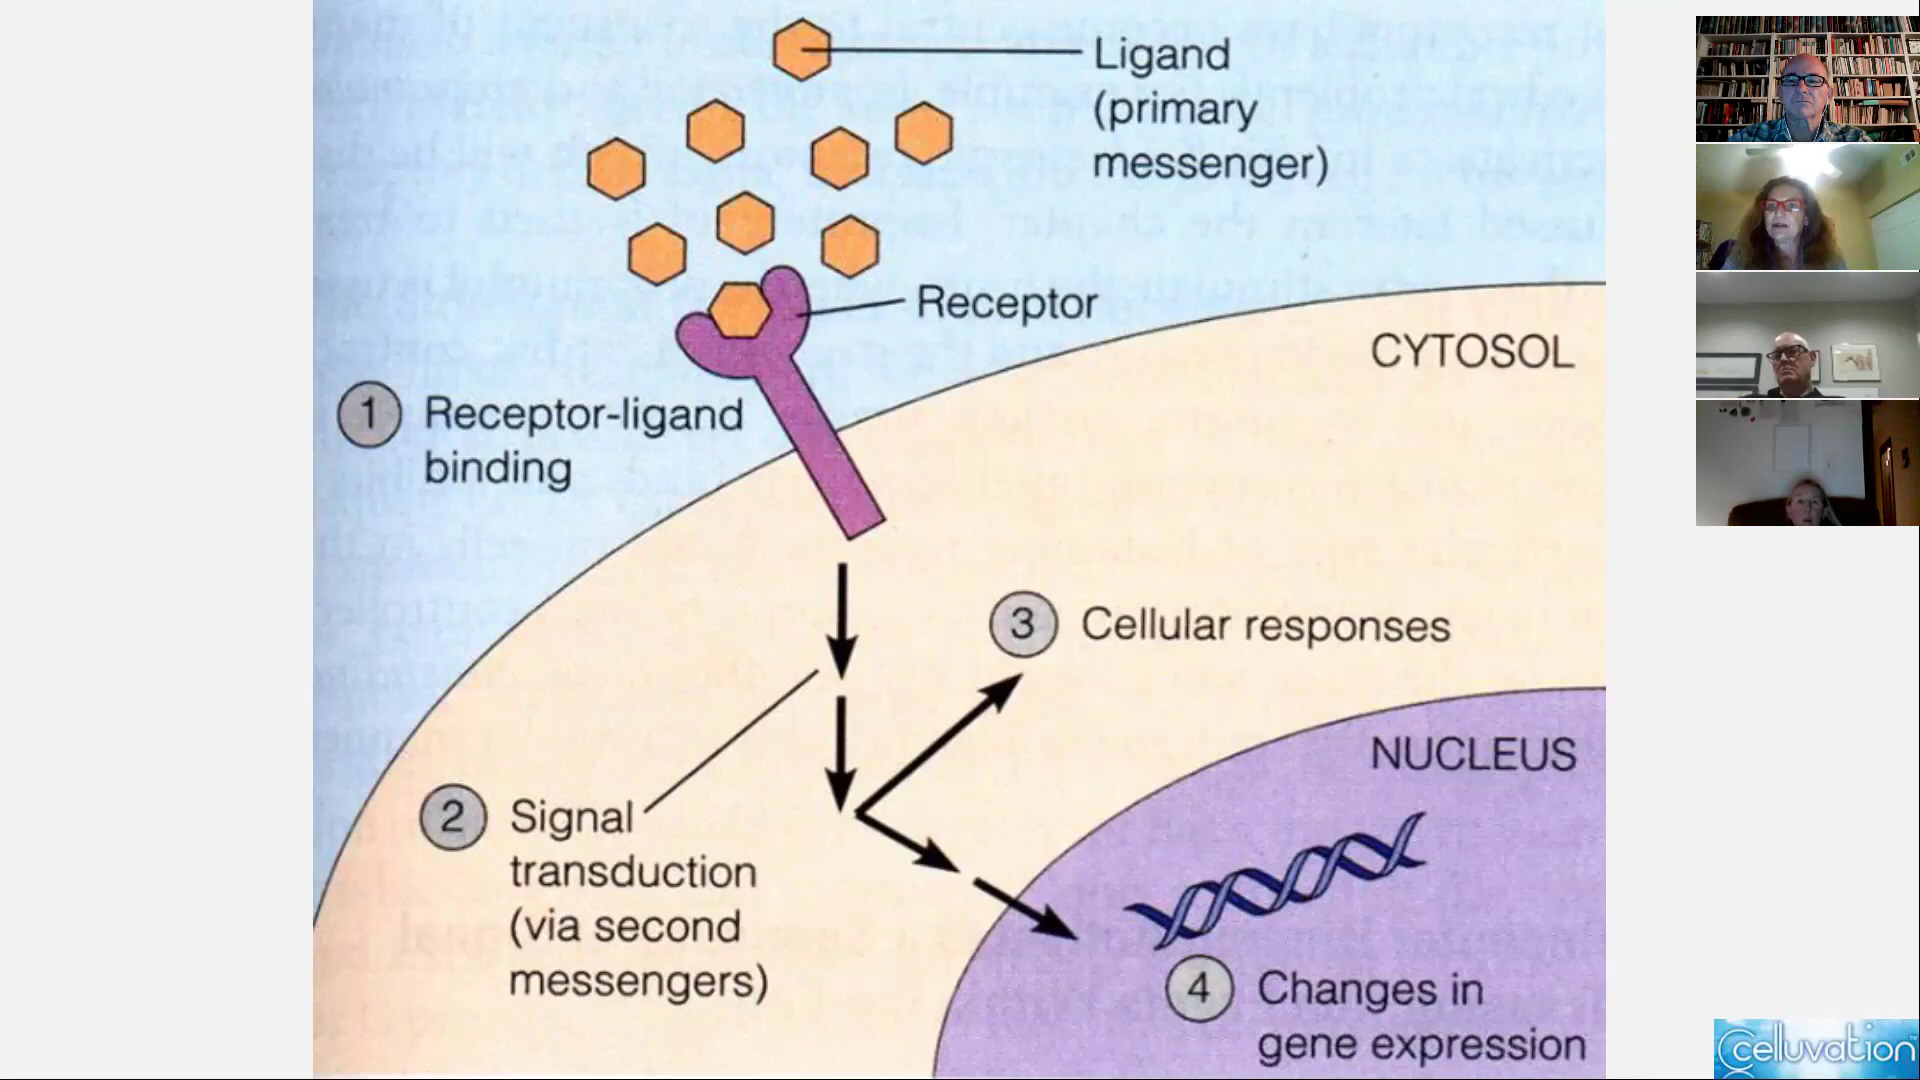 Ligand
(primary
messenger)
Receptor
CYTOSOL
1 Receptor-ligand
binding
3 Cellular responses
NUCLEUS
2 Signal
transduction
(via second
messengers)
4 Changes in
gene expression
celluvation